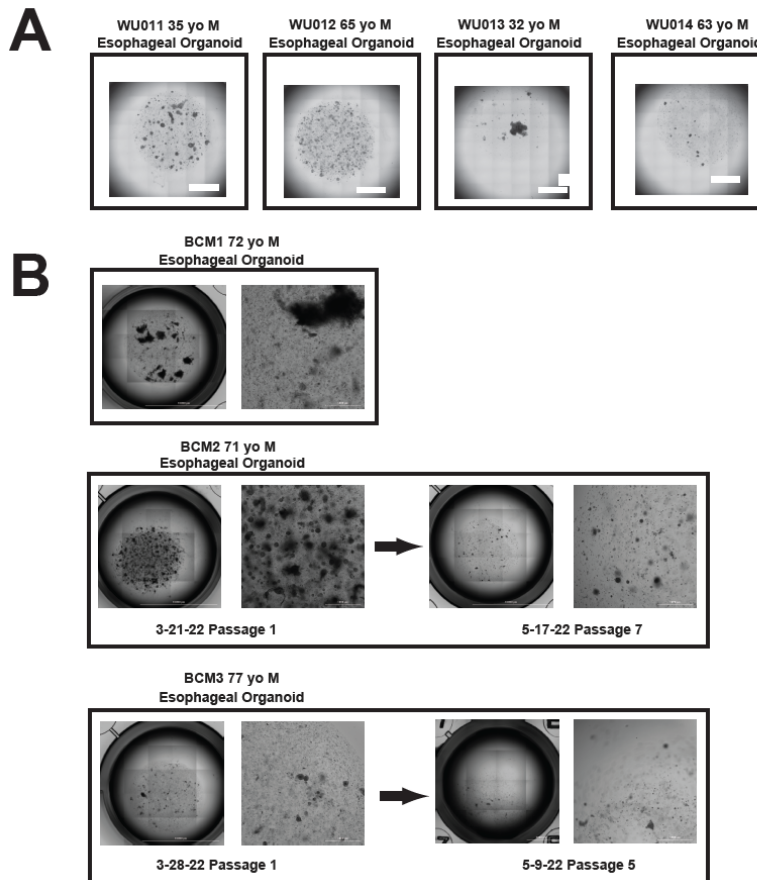 A
WU011 35 yo M
Esophageal Organoid
WU012 65 yo M
Esophageal Organoid
WU013 32 yo M
Esophageal Organoid
WU014 63 yo M
Esophageal Organoid
B
BCM1 72 yo M
Esophageal Organoid
BCM2 71 yo M
Esophageal Organoid
3-21-22 Passage 1
5-17-22 Passage 7
BCM3 77 yo M
Esophageal Organoid
3-28-22 Passage 1
5-9-22 Passage 5